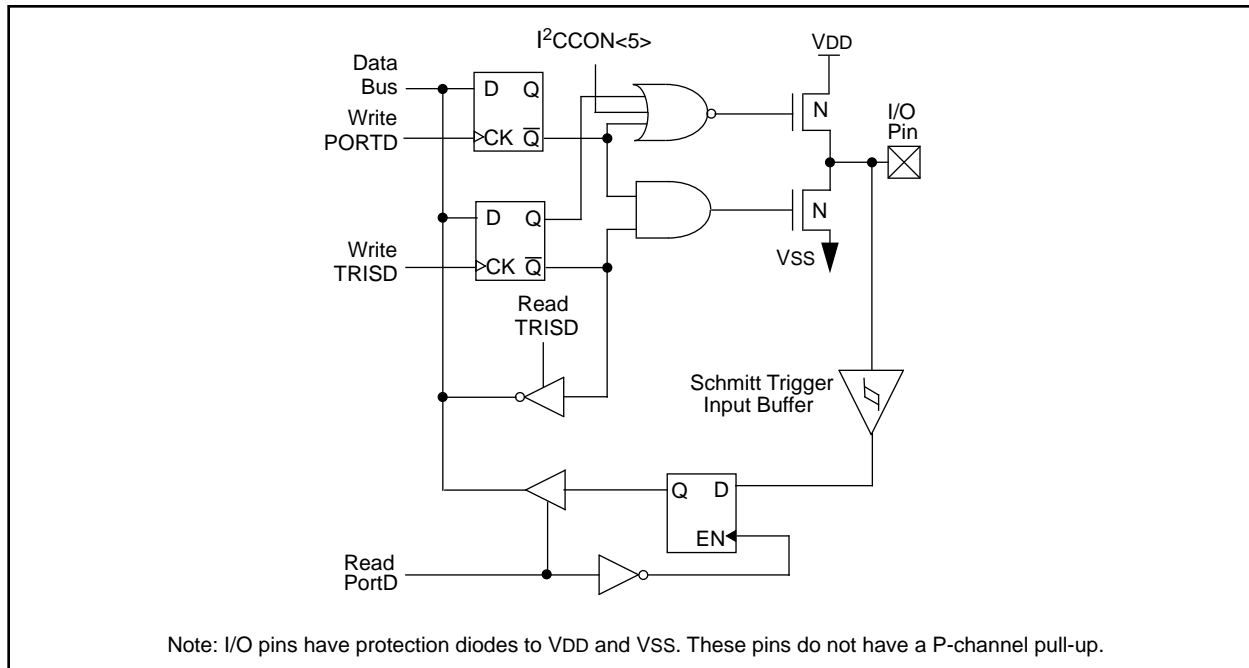 I²CCON<5>
VDD
Data
Bus
D Q
N
I/O
Pin
Write
PORTD
CK Q̅
D Q
N
Write
TRISD
CK Q̅
VSS
Read
TRISD
Schmitt Trigger
Input Buffer
Q D
EN
Read
PortD
Note: I/O pins have protection diodes to VDD and VSS. These pins do not have a P-channel pull-up.